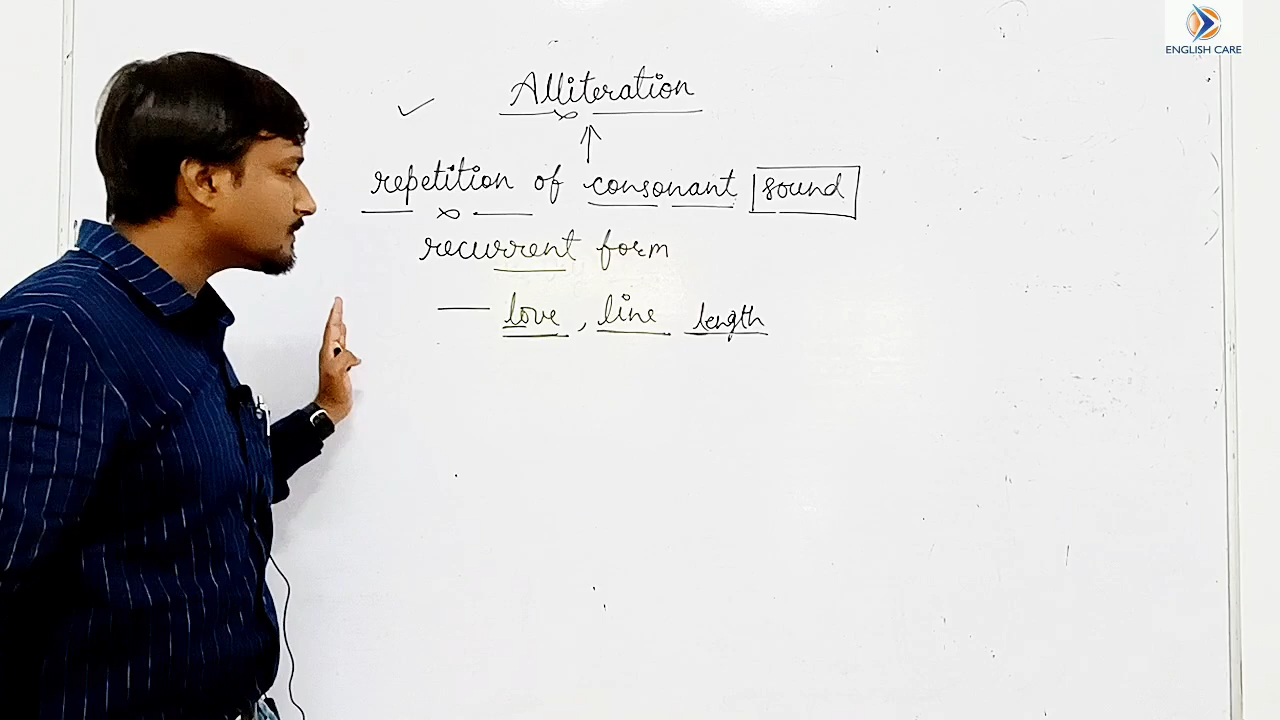 ENGLISH CARE
Alliteration
repetition of consonant sound
recurrent form
— love, line length